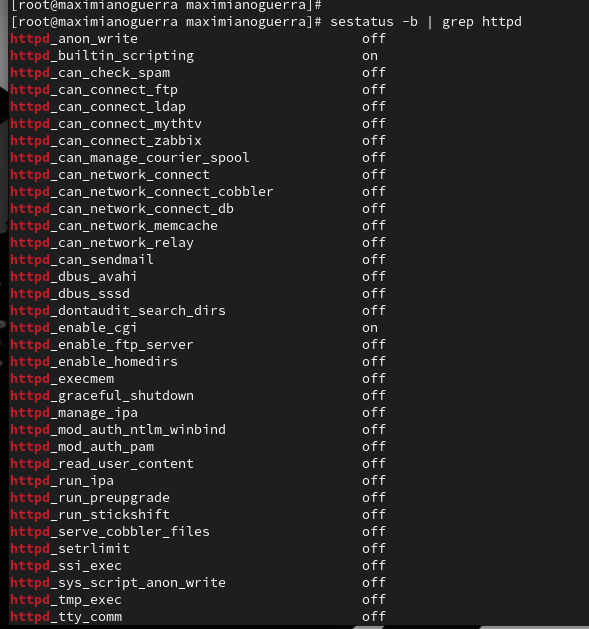 [root@maximianoguerra maximianoguerra]#
[root@maximianoguerra maximianoguerra]# sestatus -b | grep httpd
httpd_anon_write off
httpd_builtin_scripting on
httpd_can_check_spam off
httpd_can_connect_ftp off
httpd_can_connect_ldap off
httpd_can_connect_mythtv off
httpd_can_connect_zabbix off
httpd_can_manage_courier_spool off
httpd_can_network_connect off
httpd_can_network_connect_cobbler off
httpd_can_network_connect_db off
httpd_can_network_memcache off
httpd_can_network_relay off
httpd_can_sendmail off
httpd_dbus_avahi off
httpd_dbus_sssd off
httpd_dontaudit_search_dirs off
httpd_enable_cgi on
httpd_enable_ftp_server off
httpd_enable_homedirs off
httpd_execmem off
httpd_graceful_shutdown off
httpd_manage_ipa off
httpd_mod_auth_ntlm_winbind off
httpd_mod_auth_pam off
httpd_read_user_content off
httpd_run_ipa off
httpd_run_preupgrade off
httpd_run_stickshift off
httpd_serve_cobbler_files off
httpd_setrlimit off
httpd_ssi_exec off
httpd_sys_script_anon_write off
httpd_tmp_exec off
httpd_tty_comm off